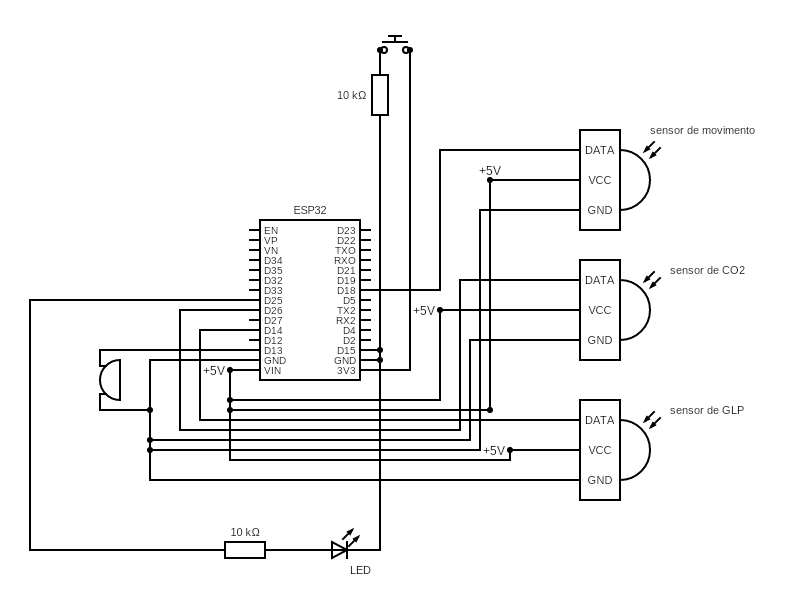 10 kΩ
sensor de movimento
DATA
+5V
VCC
GND
ESP32
EN D23
VP D22
VN TXO
D34 RXO
D35 D21
D32 D19
D33 D18
D25 D5
D26 TX2
D27 RX2
D14 D4
D12 D2
D13 D15
GND GND
VIN 3V3
+5V
sensor de CO2
DATA
+5V
VCC
GND
sensor de GLP
DATA
+5V
VCC
GND
10 kΩ
LED